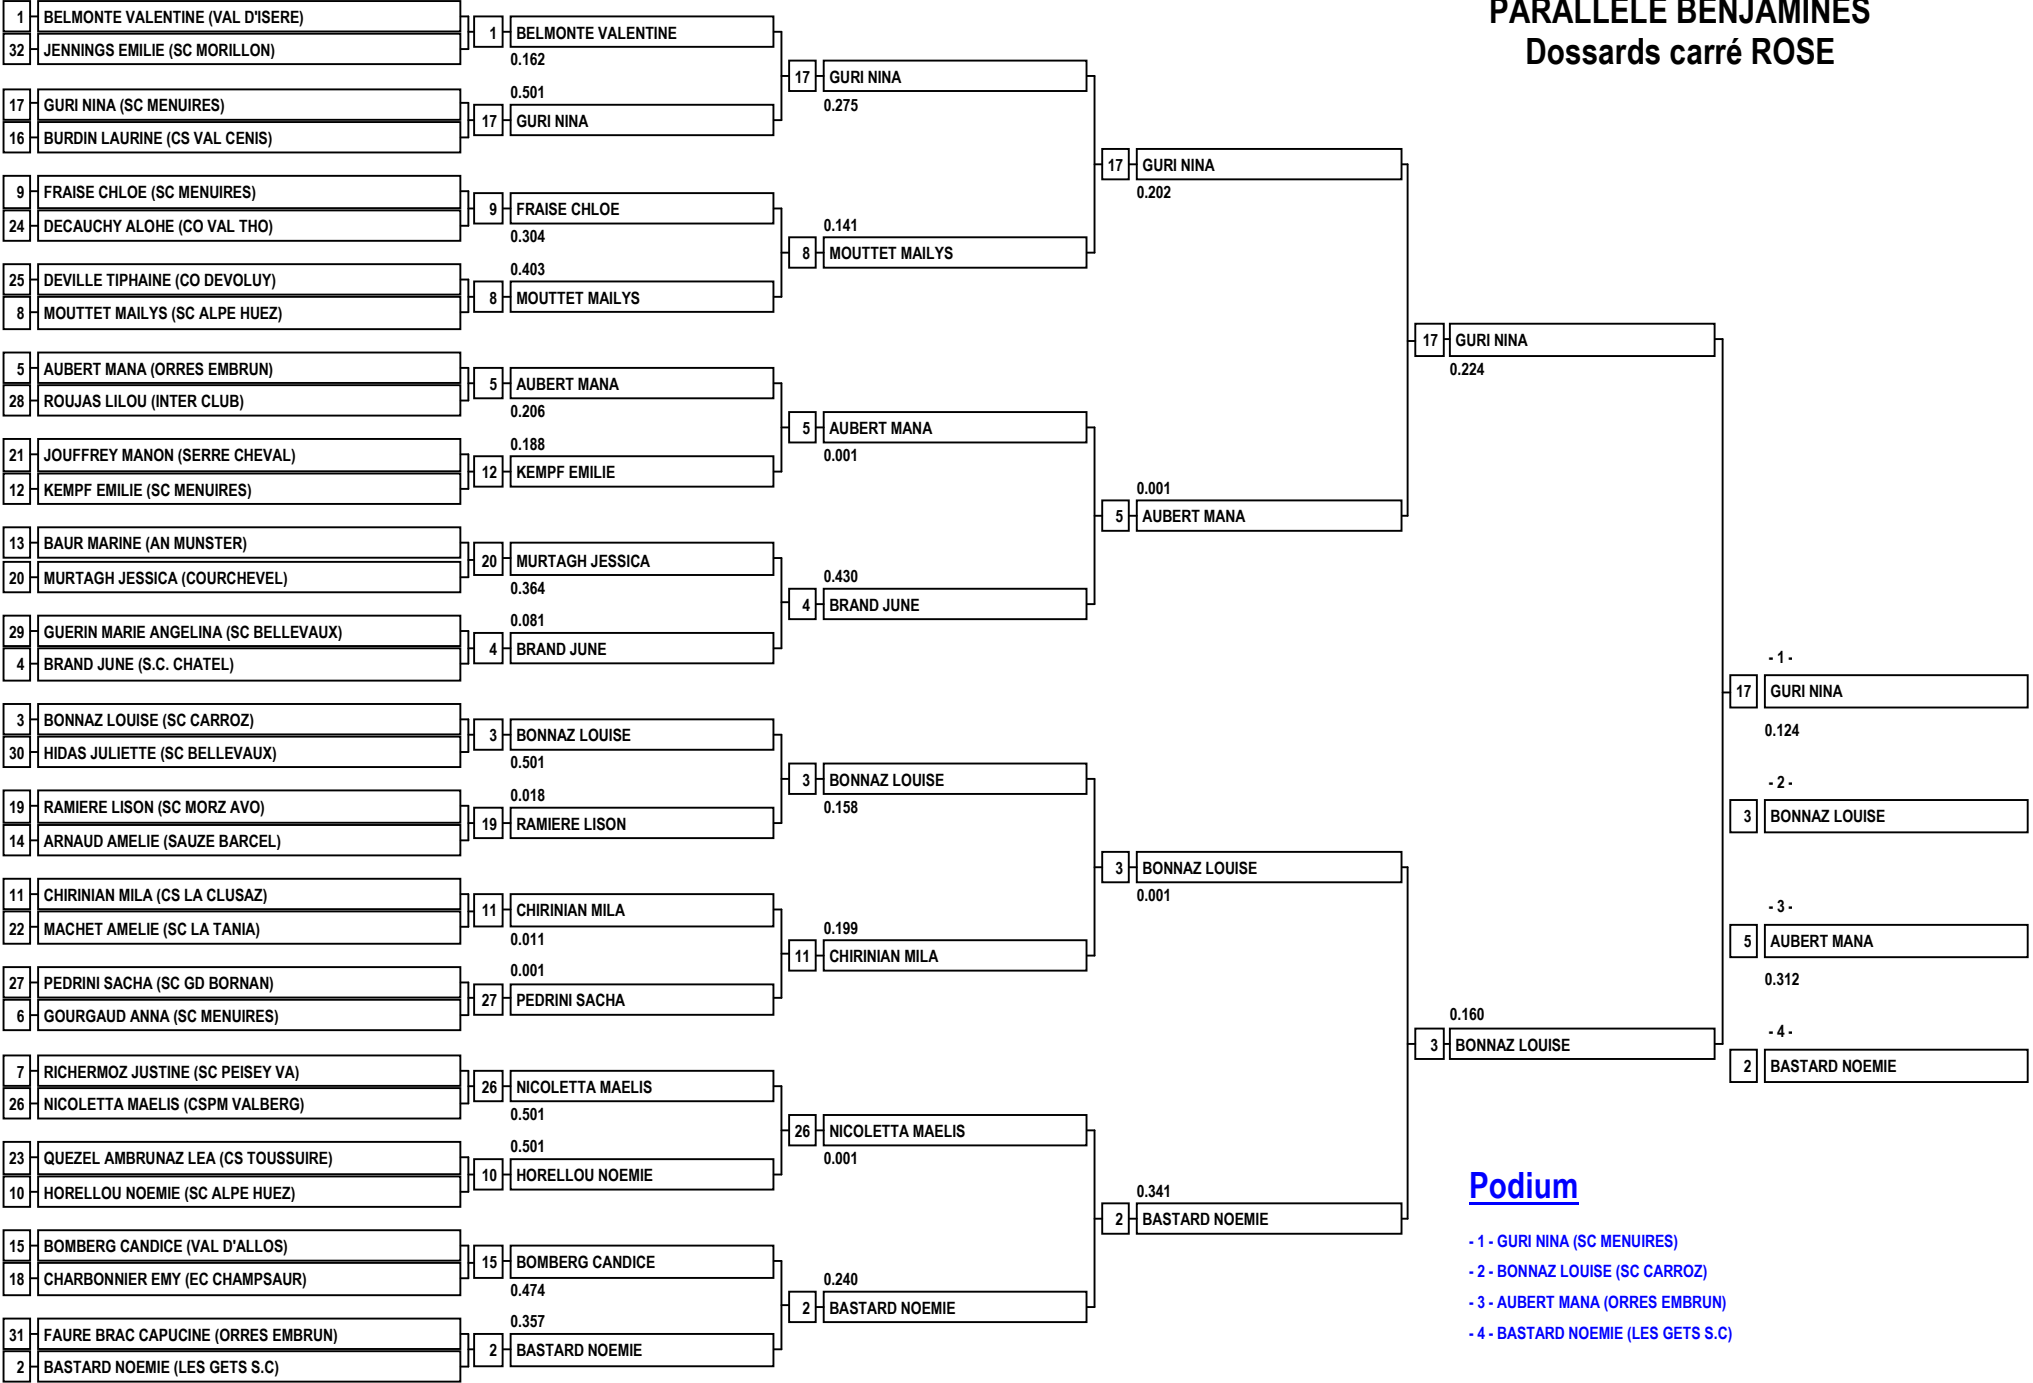 PARALLELE BENJAMINES
Dossards carré ROSE
1 BELMONTE VALENTINE (VAL D'ISERE)
32 JENNINGS EMILIE (SC MORILLON)
17 GURI NINA (SC MENUIRES)
16 BURDIN LAURINE (CS VAL CENIS)
9 FRAISE CHLOE (SC MENUIRES)
24 DECAUCHY ALOHE (CO VAL THO)
25 DEVILLE TIPHAINE (CO DEVOLUY)
8 MOUTTET MAILYS (SC ALPE HUEZ)
5 AUBERT MANA (ORRES EMBRUN)
28 ROUJAS LILOU (INTER CLUB)
21 JOUFFREY MANON (SERRE CHEVAL)
12 KEMPF EMILIE (SC MENUIRES)
13 BAUR MARINE (AN MUNSTER)
20 MURTAGH JESSICA (COURCHEVEL)
29 GUERIN MARIE ANGELINA (SC BELLEVAUX)
4 BRAND JUNE (S.C. CHATEL)
3 BONNAZ LOUISE (SC CARROZ)
30 HIDAS JULIETTE (SC BELLEVAUX)
19 RAMIERE LISON (SC MORZ AVO)
14 ARNAUD AMELIE (SAUZE BARCEL)
11 CHIRINIAN MILA (CS LA CLUSAZ)
22 MACHET AMELIE (SC LA TANIA)
27 PEDRINI SACHA (SC GD BORNAN)
6 GOURGAUD ANNA (SC MENUIRES)
7 RICHERMOZ JUSTINE (SC PEISEY VA)
26 NICOLETTA MAELIS (CSPM VALBERG)
23 QUEZEL AMBRUNAZ LEA (CS TOUSSUIRE)
10 HORELLOU NOEMIE (SC ALPE HUEZ)
15 BOMBERG CANDICE (VAL D'ALLOS)
18 CHARBONNIER EMY (EC CHAMPSAUR)
31 FAURE BRAC CAPUCINE (ORRES EMBRUN)
2 BASTARD NOEMIE (LES GETS S.C)
1 BELMONTE VALENTINE
0.162
0.501
17 GURI NINA
9 FRAISE CHLOE
0.304
0.403
8 MOUTTET MAILYS
5 AUBERT MANA
0.206
0.188
12 KEMPF EMILIE
20 MURTAGH JESSICA
0.364
0.081
4 BRAND JUNE
3 BONNAZ LOUISE
0.501
0.018
19 RAMIERE LISON
11 CHIRINIAN MILA
0.011
0.001
27 PEDRINI SACHA
26 NICOLETTA MAELIS
0.501
0.501
10 HORELLOU NOEMIE
15 BOMBERG CANDICE
0.474
0.357
2 BASTARD NOEMIE
17 GURI NINA
0.275
0.141
8 MOUTTET MAILYS
5 AUBERT MANA
0.001
0.430
4 BRAND JUNE
3 BONNAZ LOUISE
0.158
0.199
11 CHIRINIAN MILA
26 NICOLETTA MAELIS
0.001
0.240
2 BASTARD NOEMIE
17 GURI NINA
0.202
0.001
5 AUBERT MANA
3 BONNAZ LOUISE
0.001
0.341
2 BASTARD NOEMIE
17 GURI NINA
0.224
0.160
3 BONNAZ LOUISE
- 1 -
17 GURI NINA
0.124
- 2 -
3 BONNAZ LOUISE
- 3 -
5 AUBERT MANA
0.312
- 4 -
2 BASTARD NOEMIE
Podium
- 1 - GURI NINA (SC MENUIRES)
- 2 - BONNAZ LOUISE (SC CARROZ)
- 3 - AUBERT MANA (ORRES EMBRUN)
- 4 - BASTARD NOEMIE (LES GETS S.C)